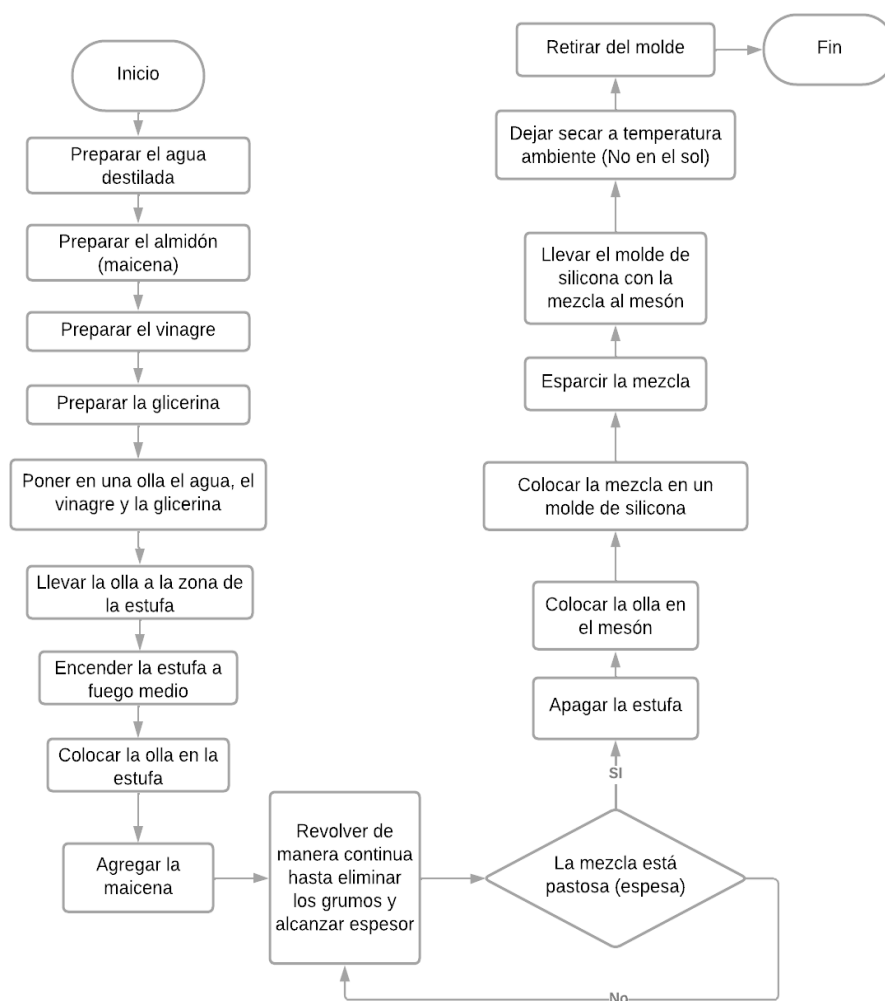 Inicio
Preparar el agua
destilada
Preparar el almidón
(maicena)
Preparar el vinagre
Preparar la glicerina
Poner en una olla el agua, el
vinagre y la glicerina
Llevar la olla a la zona de
la estufa
Encender la estufa a
fuego medio
Colocar la olla en la
estufa
Agregar la
maicena
Revolver de
manera continua
hasta eliminar
los grumos y
alcanzar espesor
La mezcla está
pastosa (espesa)
No
SI
Apagar la estufa
Colocar la olla en
el mesón
Colocar la mezcla en un
molde de silicona
Esparcir la mezcla
Llevar el molde de
silicona con la
mezcla al mesón
Dejar secar a temperatura
ambiente (No en el sol)
Retirar del molde
Fin